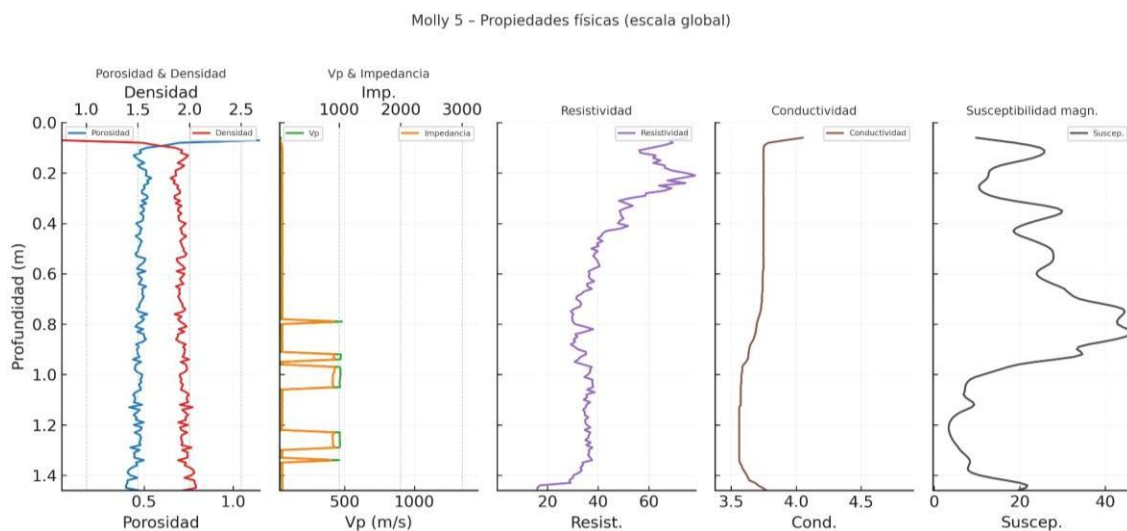 Molly 5 – Propiedades físicas (escala global)
Porosidad & Densidad
Densidad
1.0 1.5 2.0 2.5
Porosidad Densidad
Vp & Impedancia
Imp.
0 1000 2000 3000
Vp Impedancia
Resistividad
Resistividad
Conductividad
Conductividad
Susceptibilidad magn.
Suscep.
Profundidad (m)
0.0
0.2
0.4
0.6
0.8
1.0
1.2
1.4
0.5 1.0
Porosidad
500 1000
Vp (m/s)
20 40 60
Resist.
3.5 4.0 4.5
Cond.
0 20 40
Suscep.